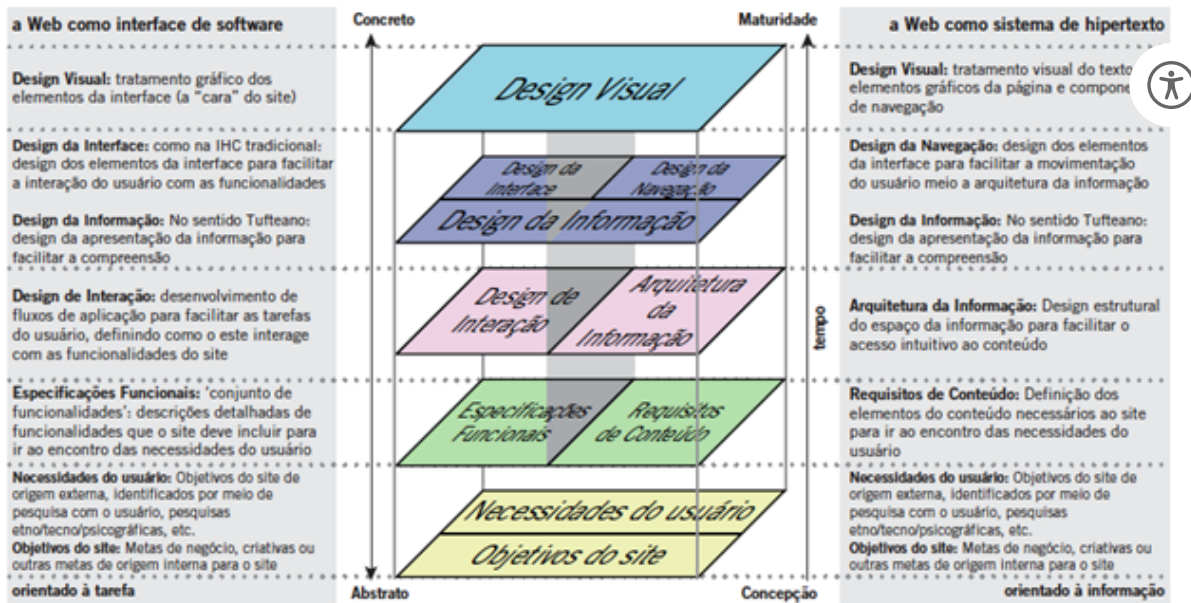 a Web como interface de software
Design Visual: tratamento gráfico dos
elementos da interface (a "cara" do site)
Design da Interface: como na IHC tradicional:
design dos elementos da interface para facilitar
a interação do usuário com as funcionalidades
Design da Informação: No sentido Tufteano:
design da apresentação da informação para
facilitar a compreensão
Design de Interação: desenvolvimento de
fluxos de aplicação para facilitar as tarefas
do usuário, definindo como o este interage
com as funcionalidades do site
Especificações Funcionais: 'conjunto de
funcionalidades': descrições detalhadas de
funcionalidades que o site deve incluir para
ir ao encontro das necessidades do usuário
Necessidades do usuário: Objetivos do site de
origem externa, identificados por meio de
pesquisa com o usuário, pesquisas
etno/tecno/psicográficas, etc.
Objetivos do site: Metas de negócio, criativas ou
outras metas de origem interna para o site
orientado à tarefa
Concreto
Maturidade
Design Visual
Design da
Interface
Design da
Navegação
Design da Informação
Design de
Interação
Arquitetura
da
Informação
Especificações
Funcionais
Requisitos
de Conteúdo
Necessidades do usuário
Objetivos do site
tempo
Abstrato
Concepção
a Web como sistema de hipertexto
Design Visual: tratamento visual do texto
elementos gráficos da página e compone
de navegação
Design da Navegação: design dos elementos
da interface para facilitar a movimentação
do usuário meio a arquitetura da informação
Design da Informação: No sentido Tufteano:
design da apresentação da informação para
facilitar a compreensão
Arquitetura da Informação: Design estrutural
do espaço da informação para facilitar o
acesso intuitivo ao conteúdo
Requisitos de Conteúdo: Definição dos
elementos do conteúdo necessários ao site
para ir ao encontro das necessidades do
usuário
Necessidades do usuário: Objetivos do site de
origem externa, identificados por meio de
pesquisa com o usuário, pesquisas
etno/tecno/psicográficas, etc.
Objetivos do site: Metas de negócio, criativas ou
outras metas de origem interna para o site
orientado à informação